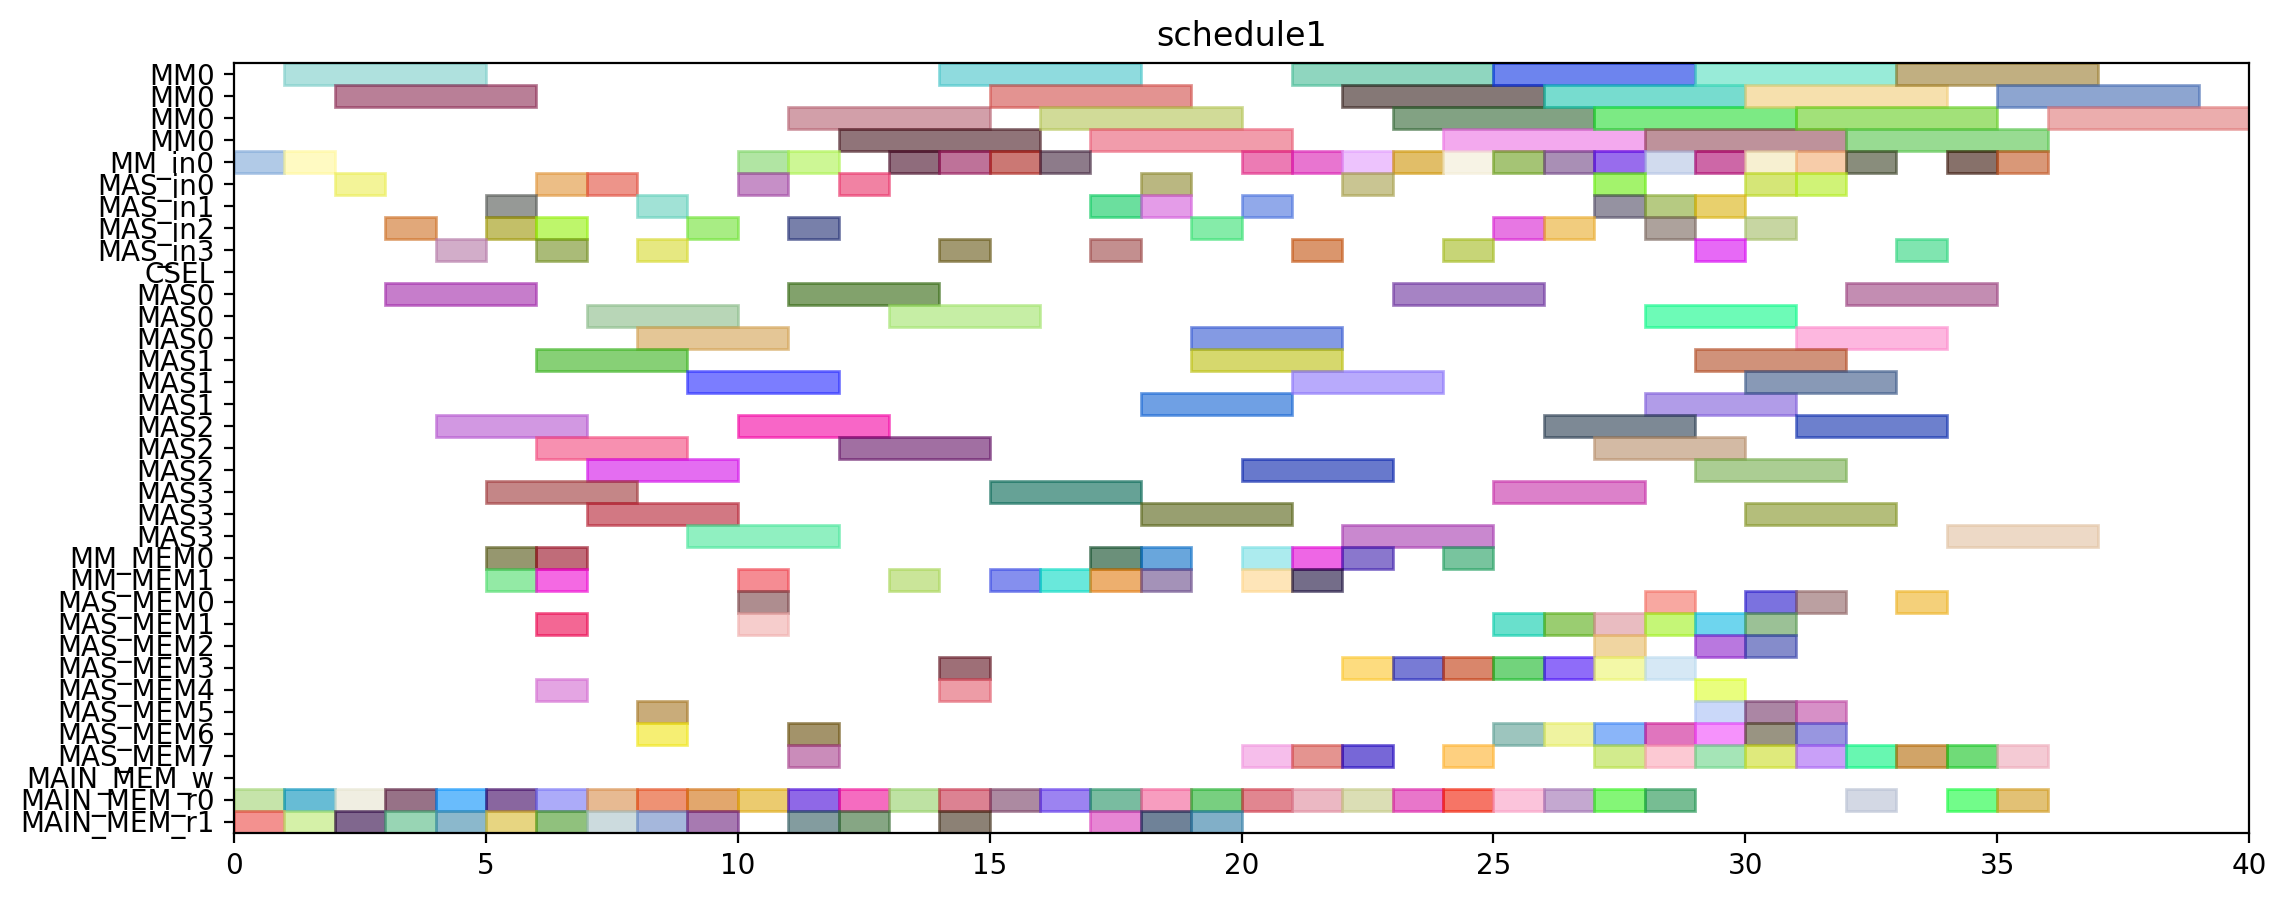 schedule1
MM0
MM0
MM0
MM0
MM_in0
MAS_in0
MAS_in1
MAS_in2
MAS_in3
CSEL
MAS0
MAS0
MAS0
MAS1
MAS1
MAS1
MAS2
MAS2
MAS2
MAS3
MAS3
MAS3
MM_MEM0
MM_MEM1
MAS_MEM0
MAS_MEM1
MAS_MEM2
MAS_MEM3
MAS_MEM4
MAS_MEM5
MAS_MEM6
MAS_MEM7
MAIN_MEM_w
MAIN_MEM_r0
MAIN_MEM_r1
0 5 10 15 20 25 30 35 40